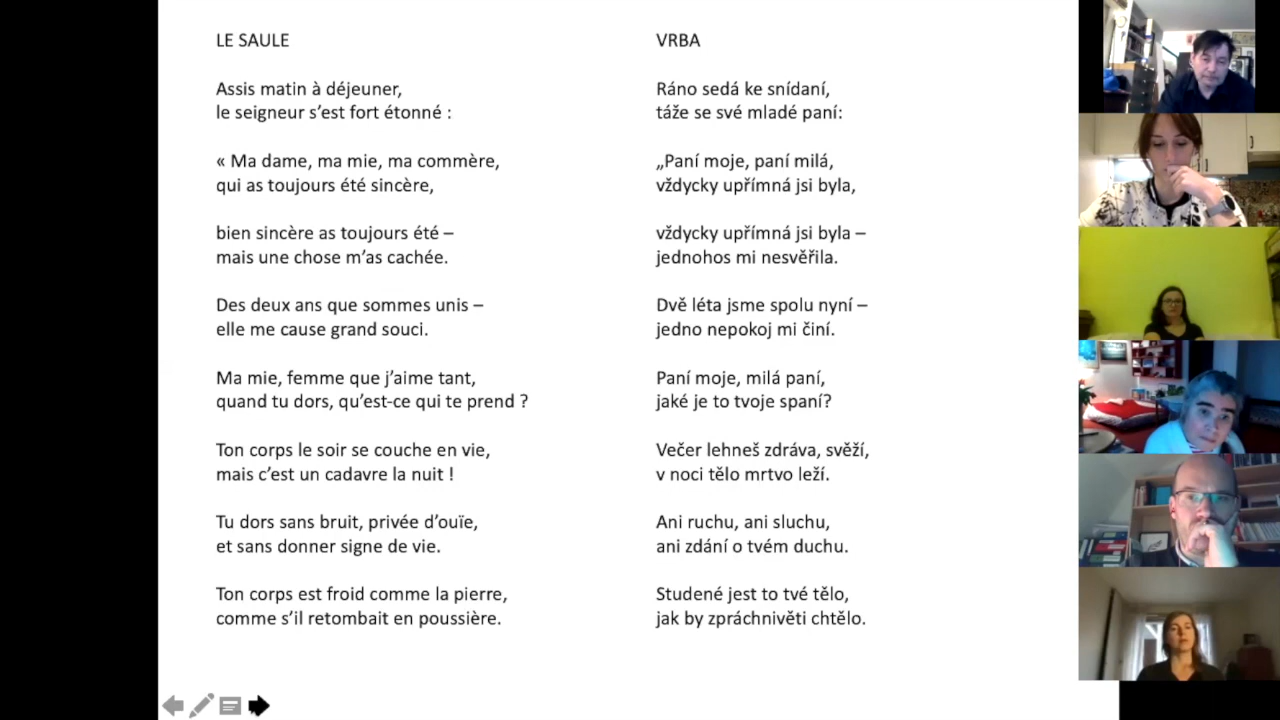 LE SAULE
Assis matin à déjeuner,
le seigneur s’est fort étonné :
« Ma dame, ma mie, ma commère,
qui as toujours été sincère,
bien sincère as toujours été –
mais une chose m’as cachée.
Des deux ans que sommes unis –
elle me cause grand souci.
Ma mie, femme que j’aime tant,
quand tu dors, qu’est-ce qui te prend ?
Ton corps le soir se couche en vie,
mais c’est un cadavre la nuit !
Tu dors sans bruit, privée d’ouïe,
et sans donner signe de vie.
Ton corps est froid comme la pierre,
comme s’il retombait en poussière.
VRBA
Ráno sedá ke snídaní,
táže se své mladé paní:
„Paní moje, paní milá,
vždycky upřímná jsi byla,
vždycky upřímná jsi byla –
jednohos mi nesvěřila.
Dvě léta jsme spolu nyní –
jedno nepokoj mi činí.
Paní moje, milá paní,
jaké je to tvoje spaní?
Večer lehneš zdráva, svěží,
v noci tělo mrtvo leží.
Ani ruchu, ani sluchu,
ani zdání o tvém duchu.
Studené jest to tvé tělo,
jak by zpráchnivěti chtělo.